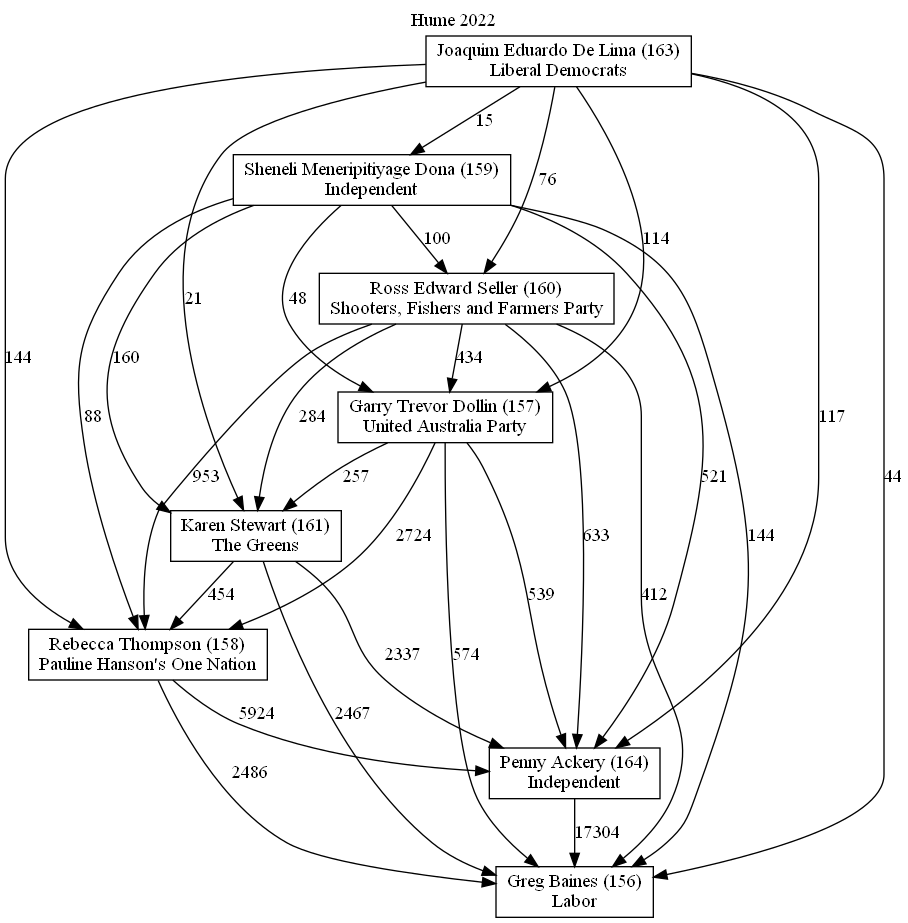 Hume 2022
Joaquim Eduardo De Lima (163)
Liberal Democrats
15
Sheneli Meneripitiyage Dona (159)
Independent
76
100
114
Ross Edward Seller (160)
Shooters, Fishers and Farmers Party
21
48
144
160
434
88
284
117
Garry Trevor Dollin (157)
United Australia Party
953
257
521
44
Karen Stewart (161)
The Greens
2724
633
144
454
539
412
Rebecca Thompson (158)
Pauline Hanson's One Nation
2337
574
5924
2467
Penny Ackery (164)
Independent
2486
17304
Greg Baines (156)
Labor